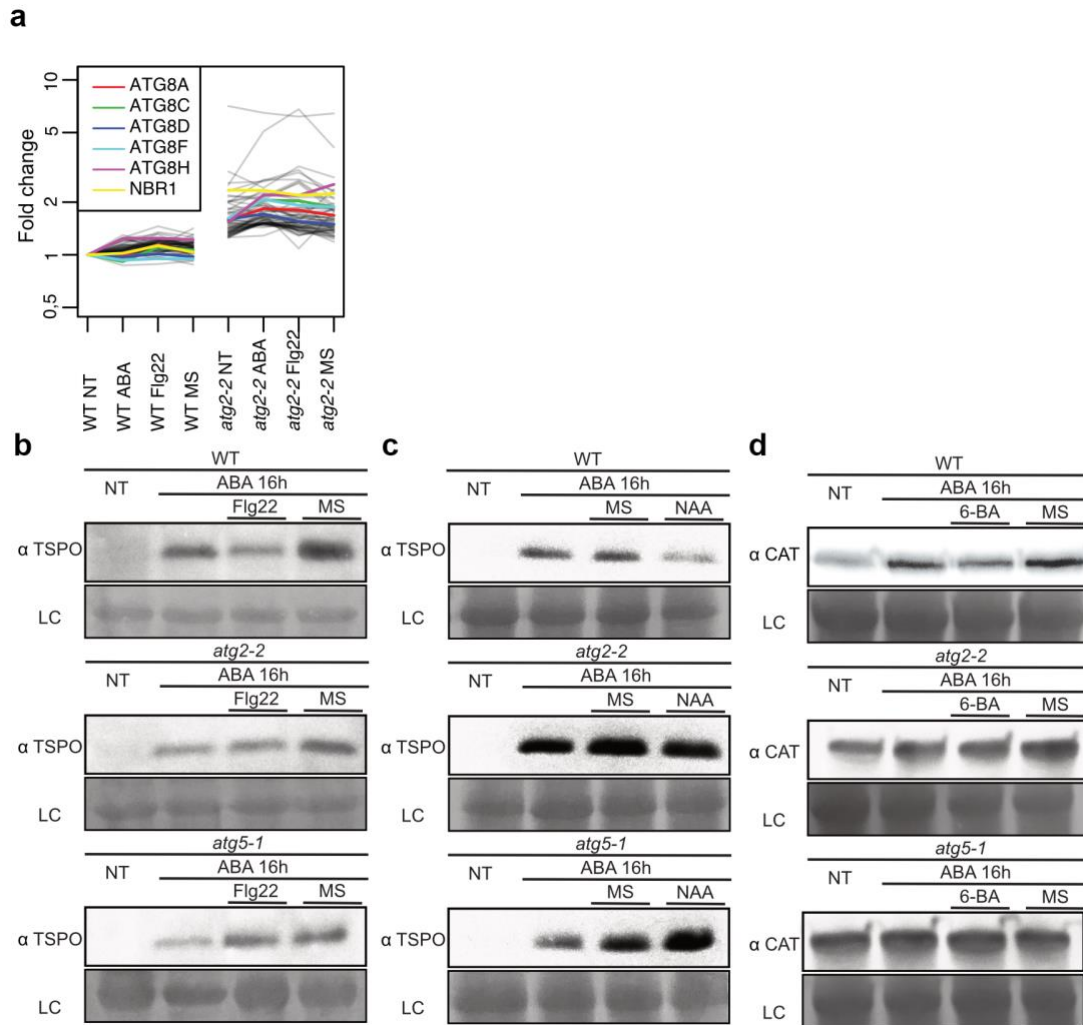 a
10
5
2
1
0,5
Fold change
ATG8A
ATG8C
ATG8D
ATG8F
ATG8H
NBR1
WT NT
WT ABA
WT Flg22
WT MS
atg2-2 NT
atg2-2 ABA
atg2-2 Flg22
atg2-2 MS
b
WT
NT
ABA 16h
Flg22 MS
α TSPO
LC
atg2-2
NT
ABA 16h
Flg22 MS
α TSPO
LC
atg5-1
NT
ABA 16h
Flg22 MS
α TSPO
LC
c
WT
NT
ABA 16h
MS NAA
α TSPO
LC
atg2-2
NT
ABA 16h
MS NAA
α TSPO
LC
atg5-1
NT
ABA 16h
MS NAA
α TSPO
LC
d
WT
NT
ABA 16h
6-BA MS
α CAT
LC
atg2-2
NT
ABA 16h
6-BA MS
α CAT
LC
atg5-1
NT
ABA 16h
6-BA MS
α CAT
LC